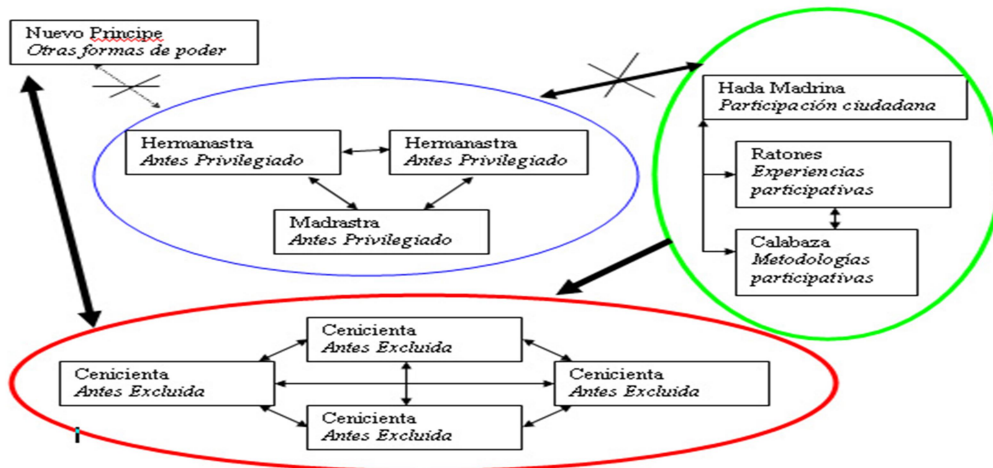 Nuevo Principe
Otras formas de poder
Hada Madrina
Participación ciudadana
Hermanastra
Antes Privilegiado
Hermanastra
Antes Privilegiado
Ratones
Experiencias
participativas
Madrastra
Antes Privilegiado
Calabaza
Metodologías
participativas
Cenicienta
Antes Excluida
Cenicienta
Antes Excluida
Cenicienta
Antes Excluida
Cenicienta
Antes Excluida
i